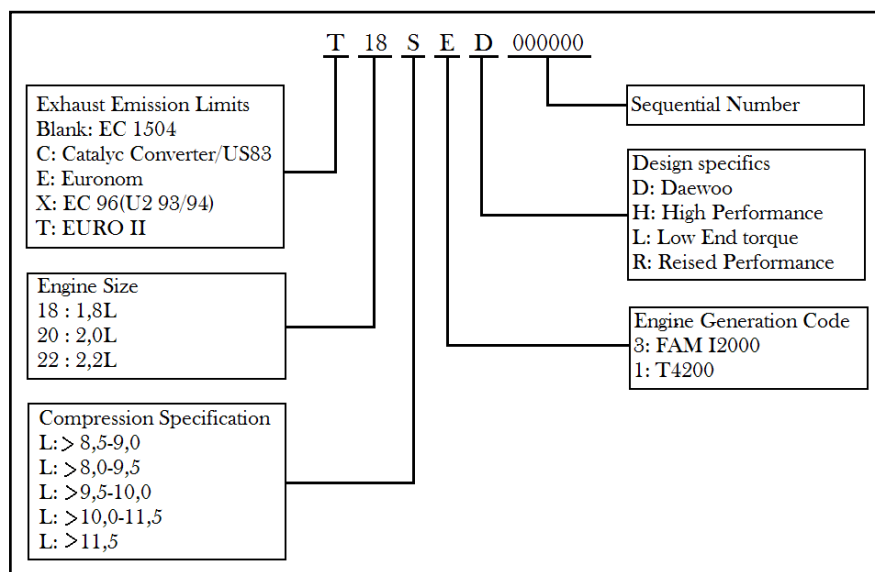 T 18 S E D 000000
Exhaust Emission Limits
Blank: EC 1504
C: Catalyc Converter/US83
E: Euronom
X: EC 96(U2 93/94)
T: EURO II
Engine Size
18 : 1,8L
20 : 2,0L
22 : 2,2L
Compression Specification
L: > 8,5-9,0
L: >8,0-9,5
L: >9,5-10,0
L: >10,0-11,5
L: >11,5
Sequential Number
Design specifics
D: Daewoo
H: High Performance
L: Low End torque
R: Reised Performance
Engine Generation Code
3: FAM I2000
1: T4200